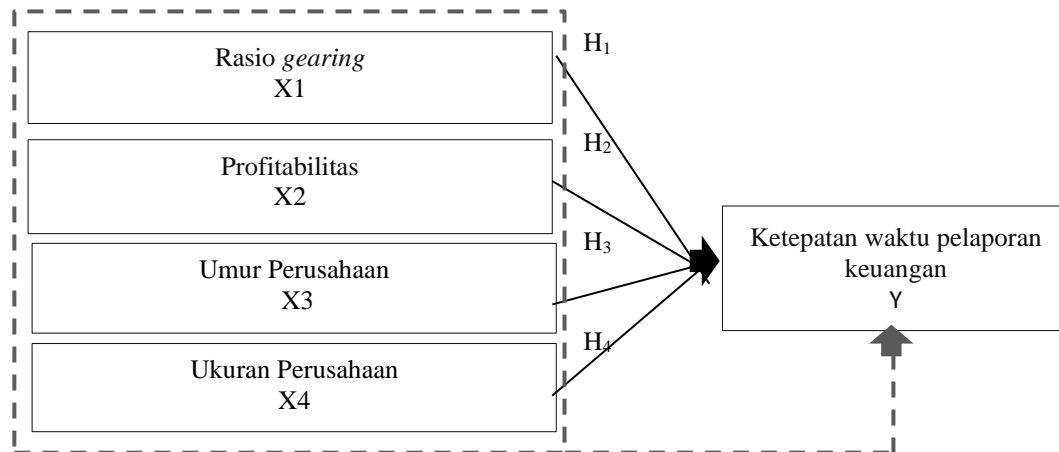 Rasio gearing
X1
H₁
Profitabilitas
X2
H₂
Umur Perusahaan
X3
H₃
Ukuran Perusahaan
X4
H₄
Ketepatan waktu pelaporan
keuangan
Y